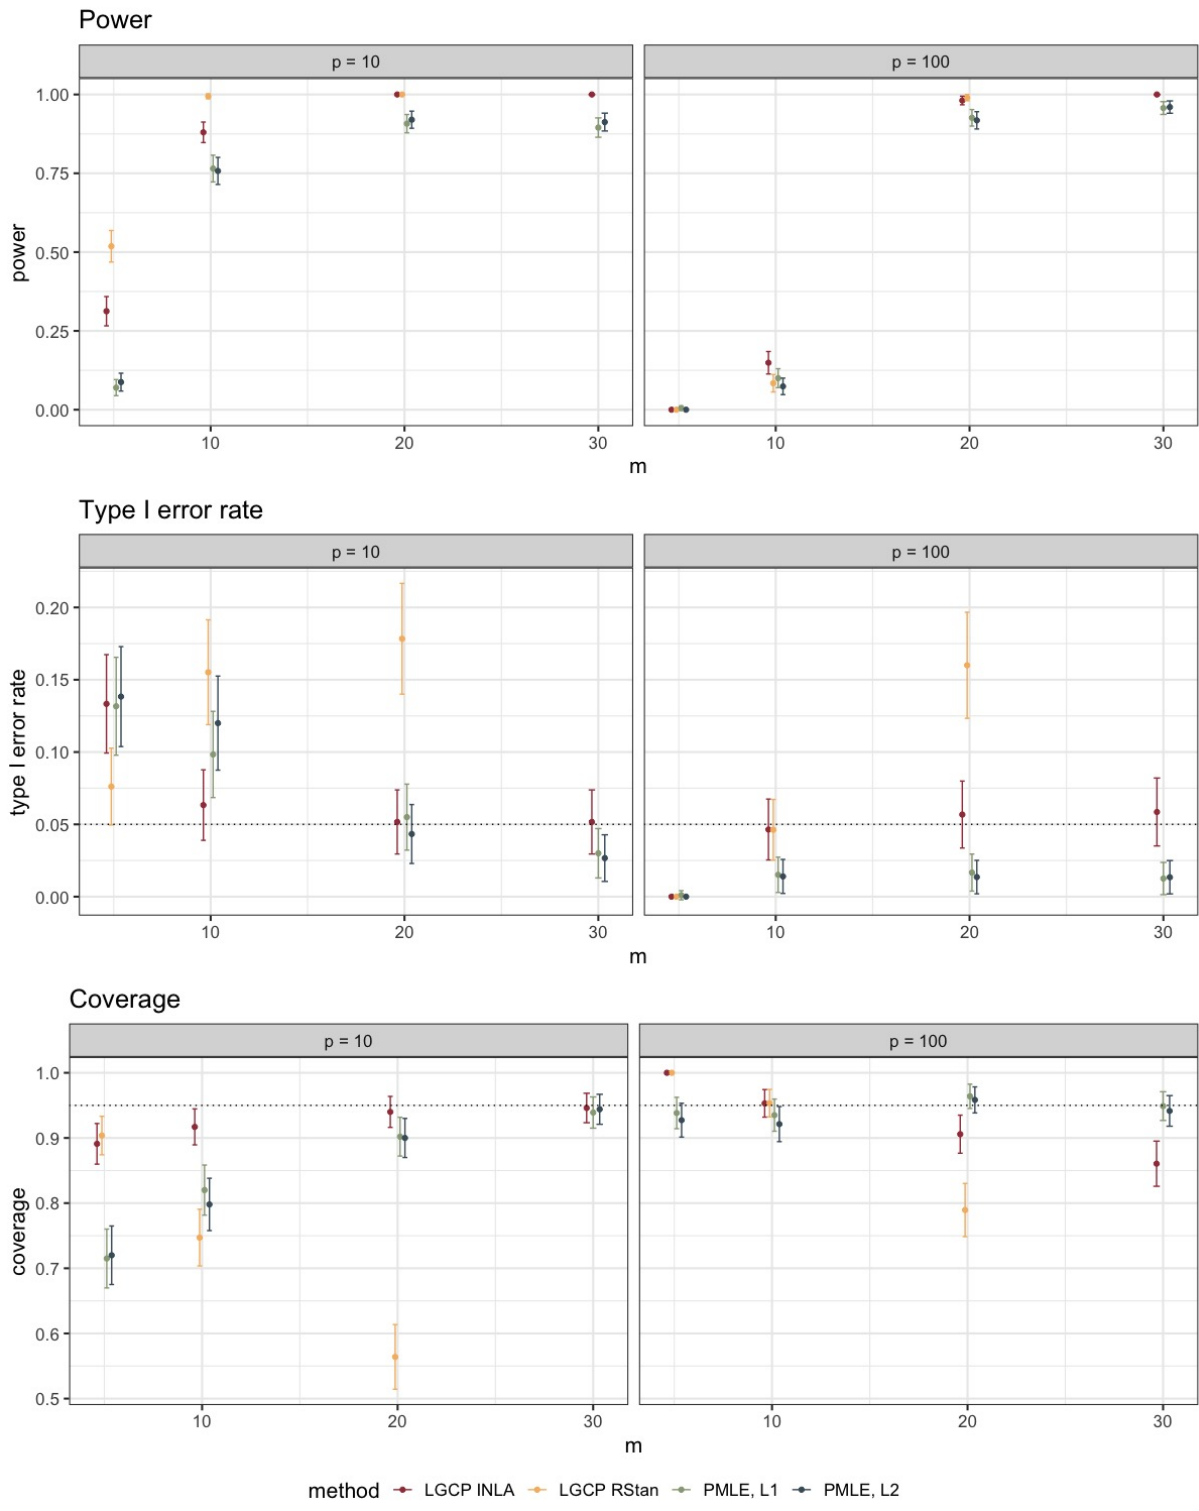 Power
p = 10
p = 100
1.00
0.75
0.50
0.25
0.00
power
10 20 30
10 20 30
m
Type I error rate
p = 10
p = 100
0.20
0.15
0.10
0.05
0.00
type I error rate
10 20 30
10 20 30
m
Coverage
p = 10
p = 100
1.0
0.9
0.8
0.7
0.6
0.5
coverage
10 20 30
10 20 30
m
method LGCP INLA LGCP RStan PMLE, L1 PMLE, L2